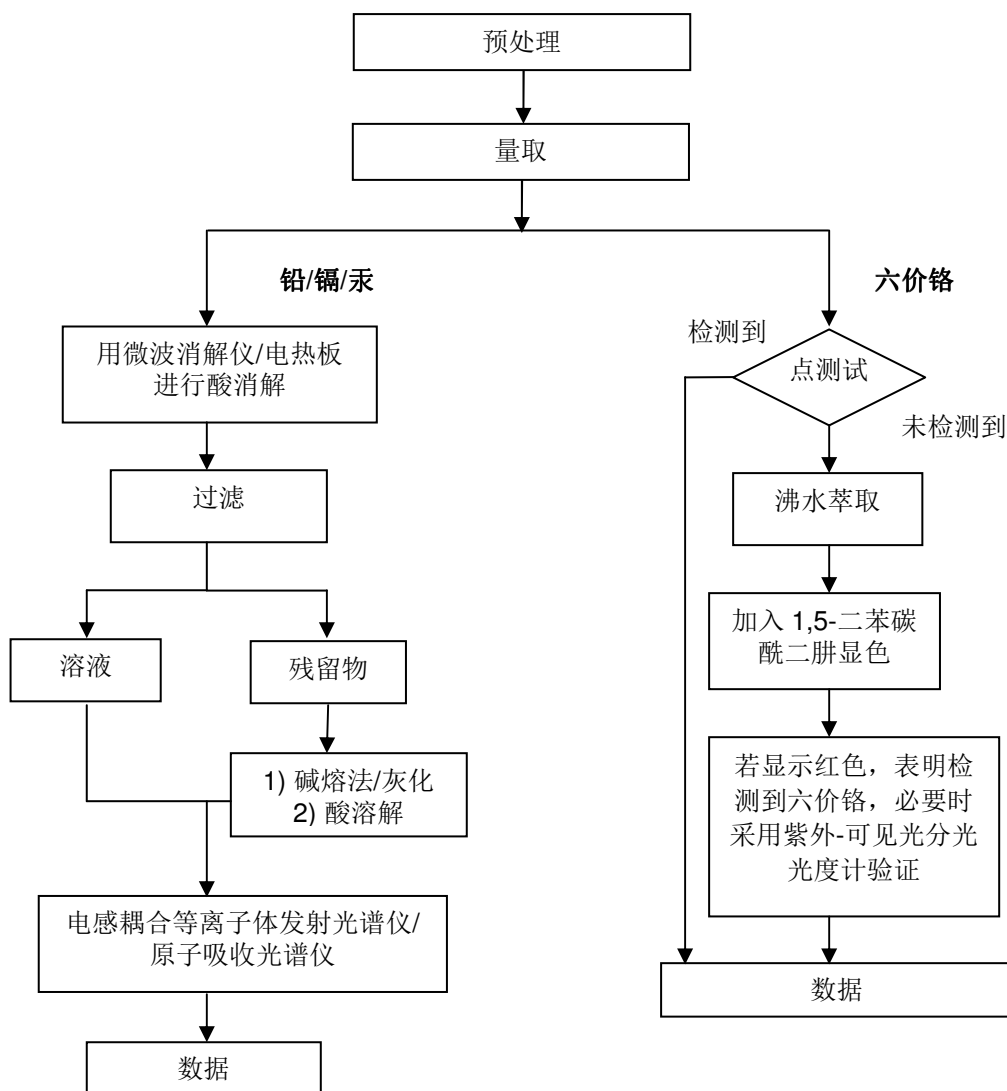 预处理
量取
铅/镉/汞
六价铬
用微波消解仪/电热板
进行酸消解
过滤
溶液
残留物
1) 碱熔法/灰化
2) 酸溶解
电感耦合等离子体发射光谱仪/
原子吸收光谱仪
数据
检测到
点测试
未检测到
沸水萃取
加入 1,5-二苯碳
酰二肼显色
若显示红色，表明检
测到六价铬，必要时
采用紫外-可见光分光
光度计验证
数据